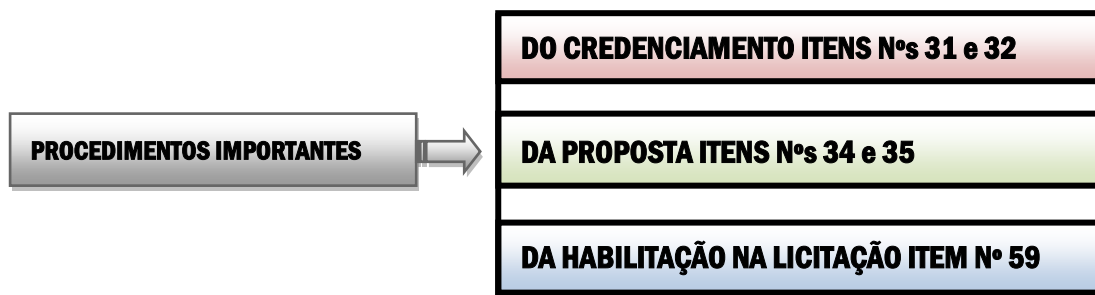 PROCEDIMENTOS IMPORTANTES
DO CREDENCIAMENTO ITENS Nºs 31 e 32
DA PROPOSTA ITENS Nºs 34 e 35
DA HABILITAÇÃO NA LICITAÇÃO ITEM Nº 59